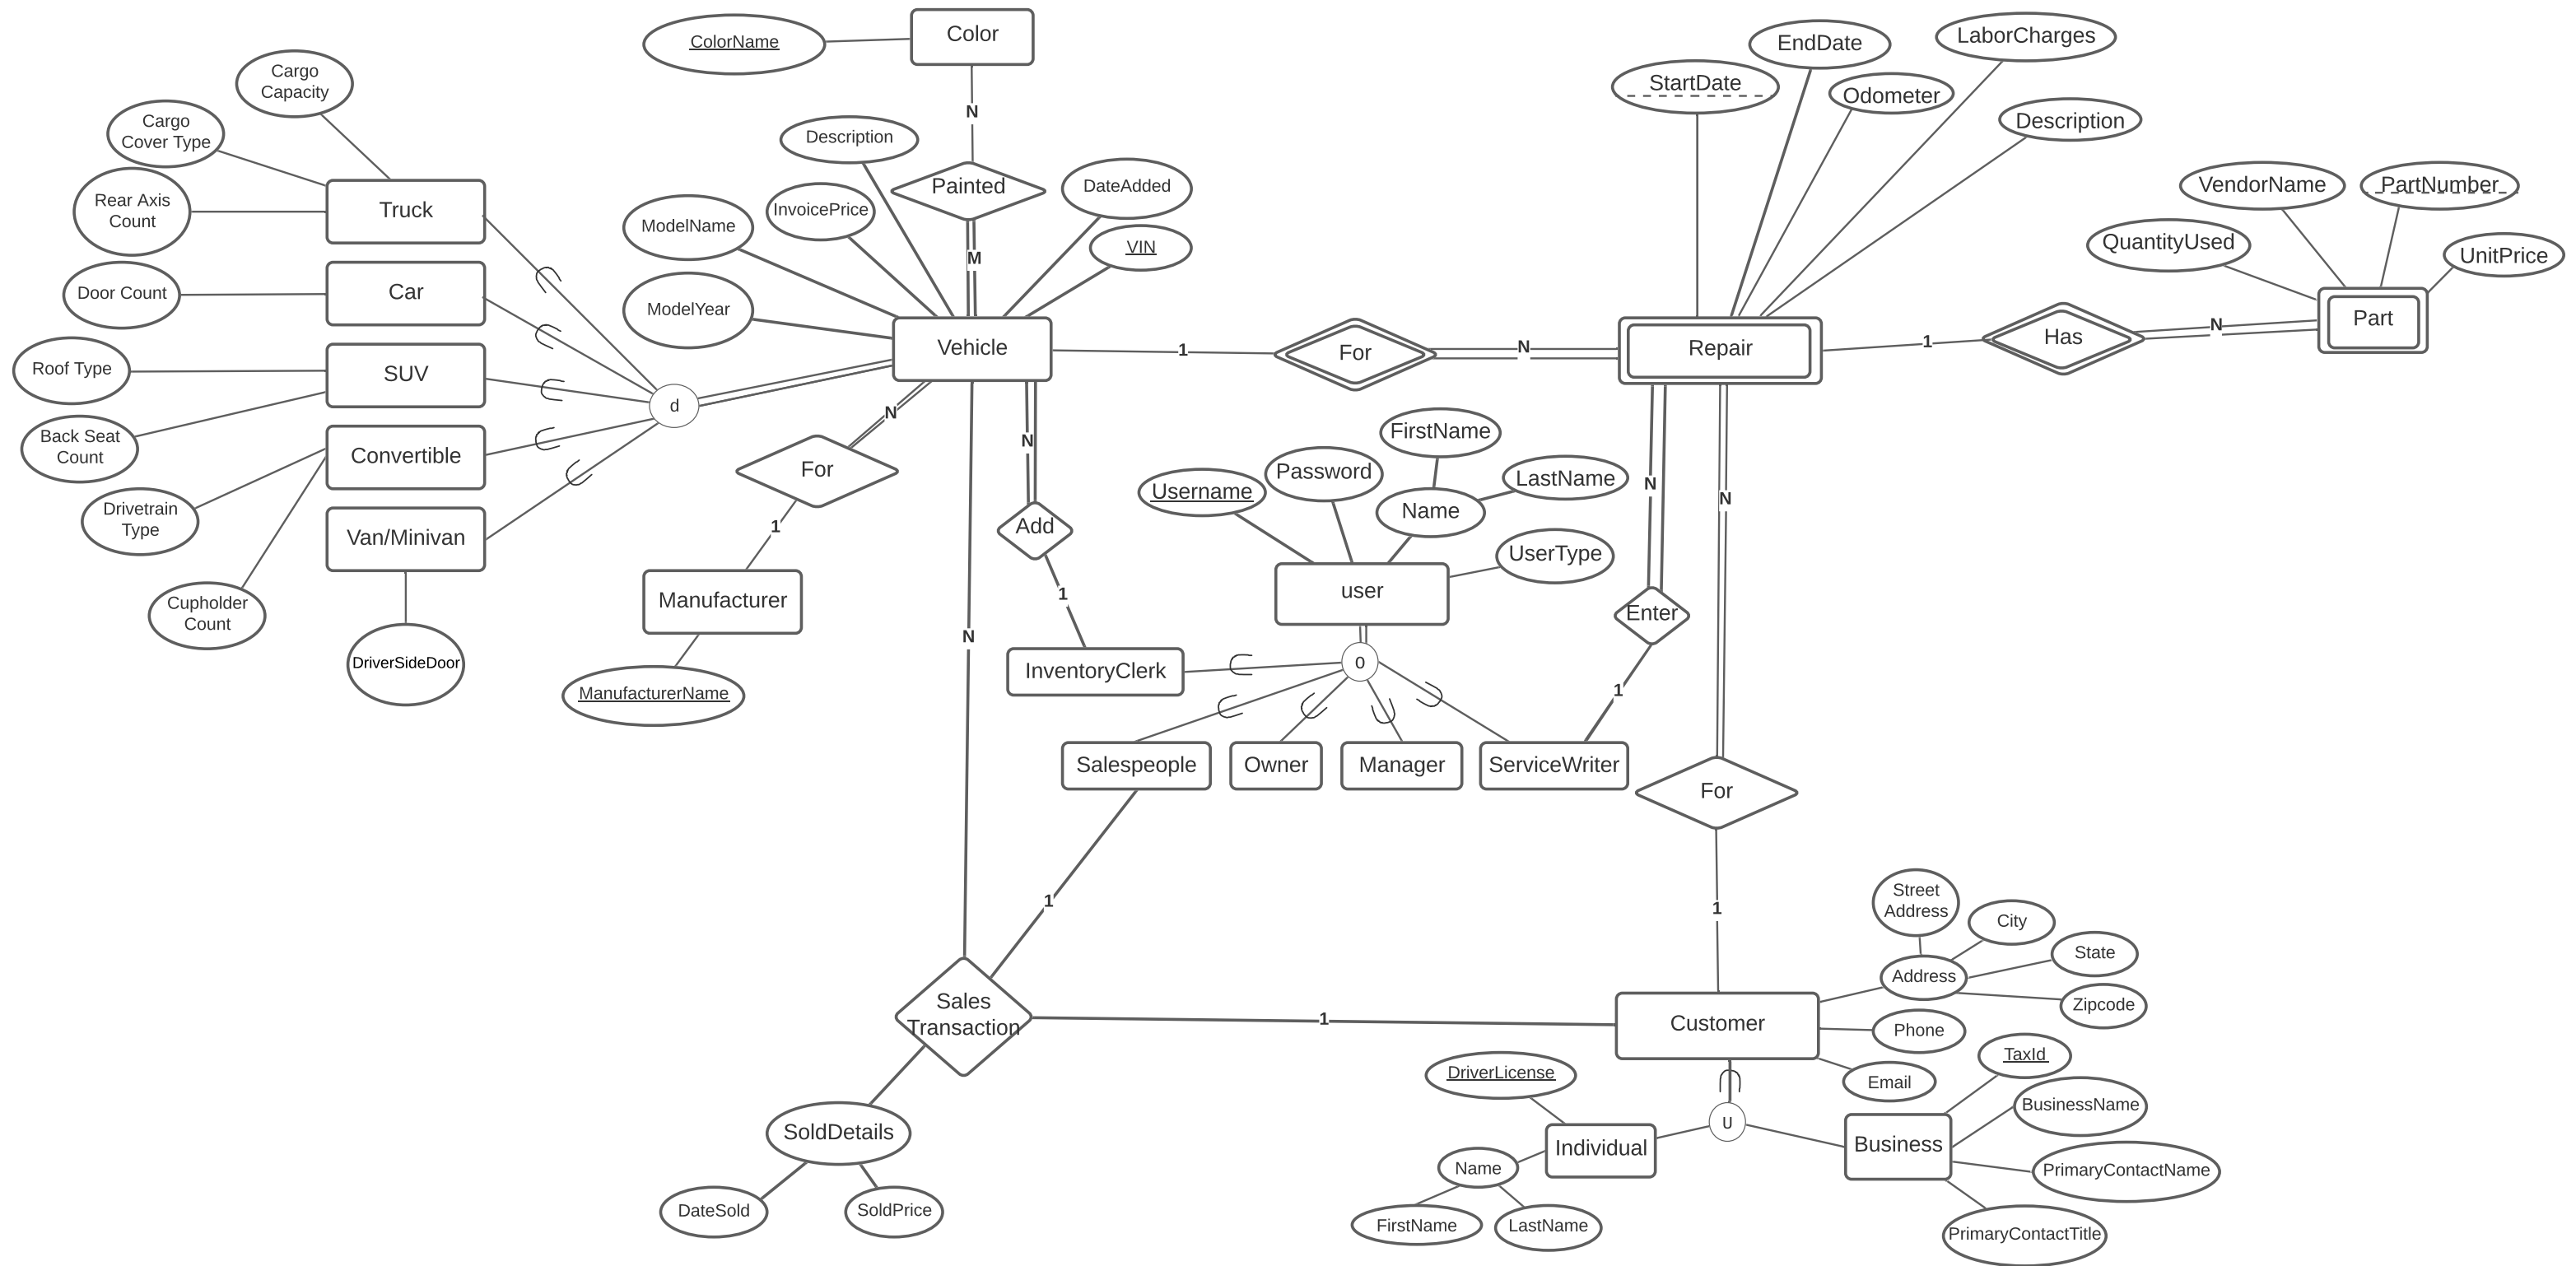 ColorName
Color
EndDate
LaborCharges
Cargo
Capacity
StartDate
Odometer
N
Cargo
Cover Type
Description
Description
Painted
DateAdded
VendorName
PartNumber
Rear Axis
Count
Truck
ModelName
InvoicePrice
VIN
QuantityUsed
UnitPrice
M
Door Count
Car
ModelYear
Vehicle
1
For
N
Repair
1
Has
N
Part
Roof Type
SUV
d
N
Back Seat
Count
Convertible
For
N
FirstName
Username
Password
LastName
Name
N
N
Drivetrain
Type
Van/Minivan
1
Add
UserType
Manufacturer
1
user
Enter
Cupholder
Count
DriverSideDoor
ManufacturerName
N
InventoryClerk
O
1
Salespeople
Owner
Manager
ServiceWriter
For
1
1
Street
Address
City
Address
State
Zipcode
Sales
Transaction
1
Customer
Phone
Email
TaxId
DriverLicense
BusinessName
SoldDetails
U
Individual
Business
Name
PrimaryContactName
DateSold
SoldPrice
FirstName
LastName
PrimaryContactTitle